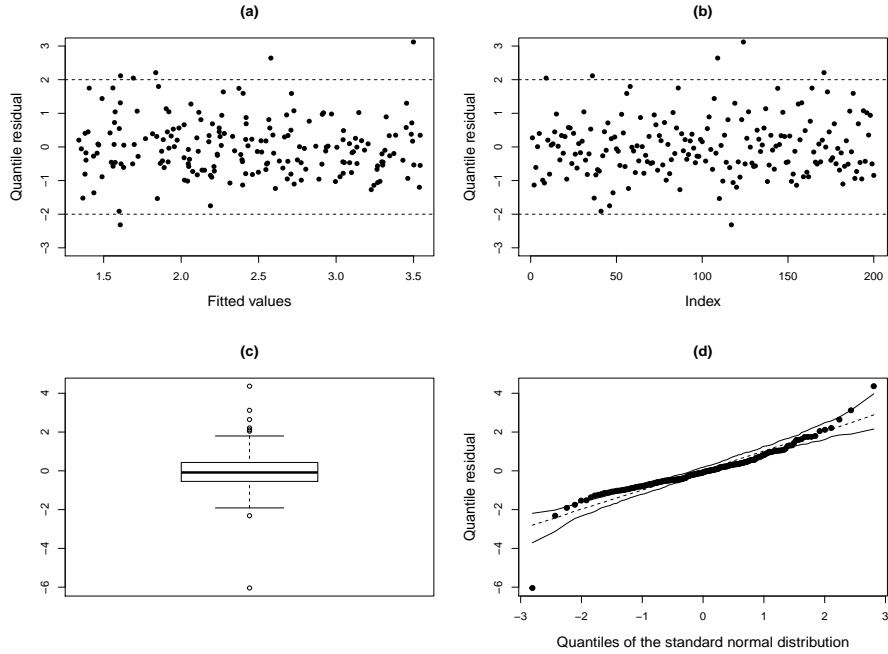 (a)
Quantile residual
3
2
1
0
−1
−2
−3
1.5 2.0 2.5 3.0 3.5
Fitted values
(b)
Quantile residual
3
2
1
0
−1
−2
−3
0 50 100 150 200
Index
(c)
4
2
0
−2
−4
−6
(d)
Quantile residual
4
2
0
−2
−4
−6
−3 −2 −1 0 1 2 3
Quantiles of the standard normal distribution